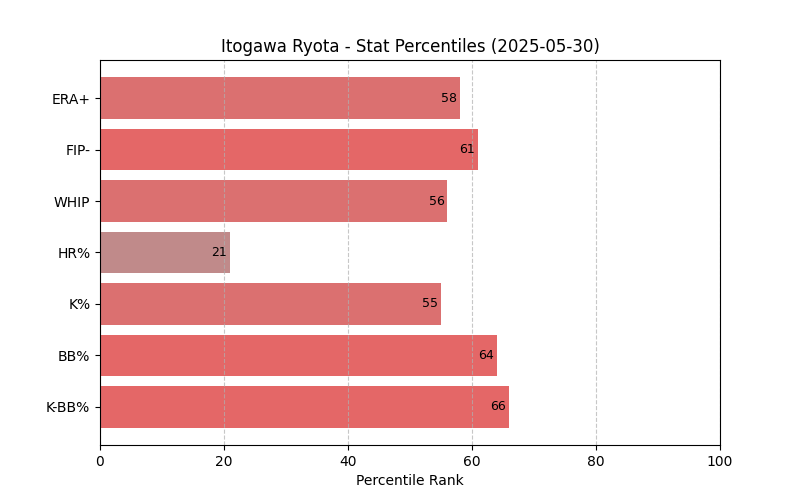 Itogawa Ryota - Stat Percentiles (2025-05-30)
ERA+ 58
FIP- 61
WHIP 56
HR% 21
K% 55
BB% 64
K-BB% 66
0 20 40 60 80 100
Percentile Rank